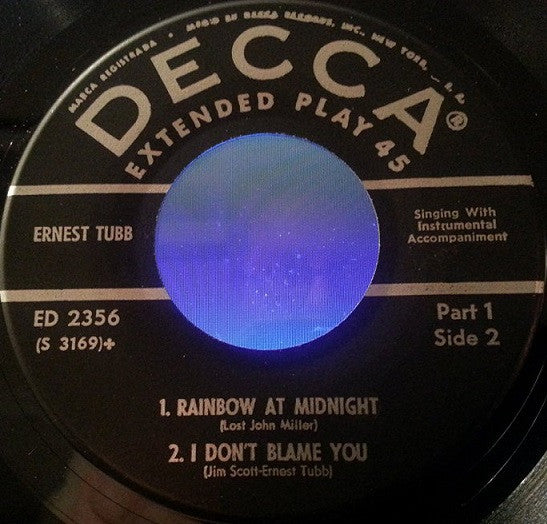 MARCA REGISTRADA • MFG'D BY DECCA RECORDS, INC., NEW YORK, U.S.A.
DECCA®
EXTENDED PLAY 45
ERNEST TUBB
Singing With
Instrumental
Accompaniment
ED 2356
(S 3169)+
Part 1
Side 2
1. RAINBOW AT MIDNIGHT
(Lost John Miller)
2. I DON'T BLAME YOU
(Jim Scott-Ernest Tubb)